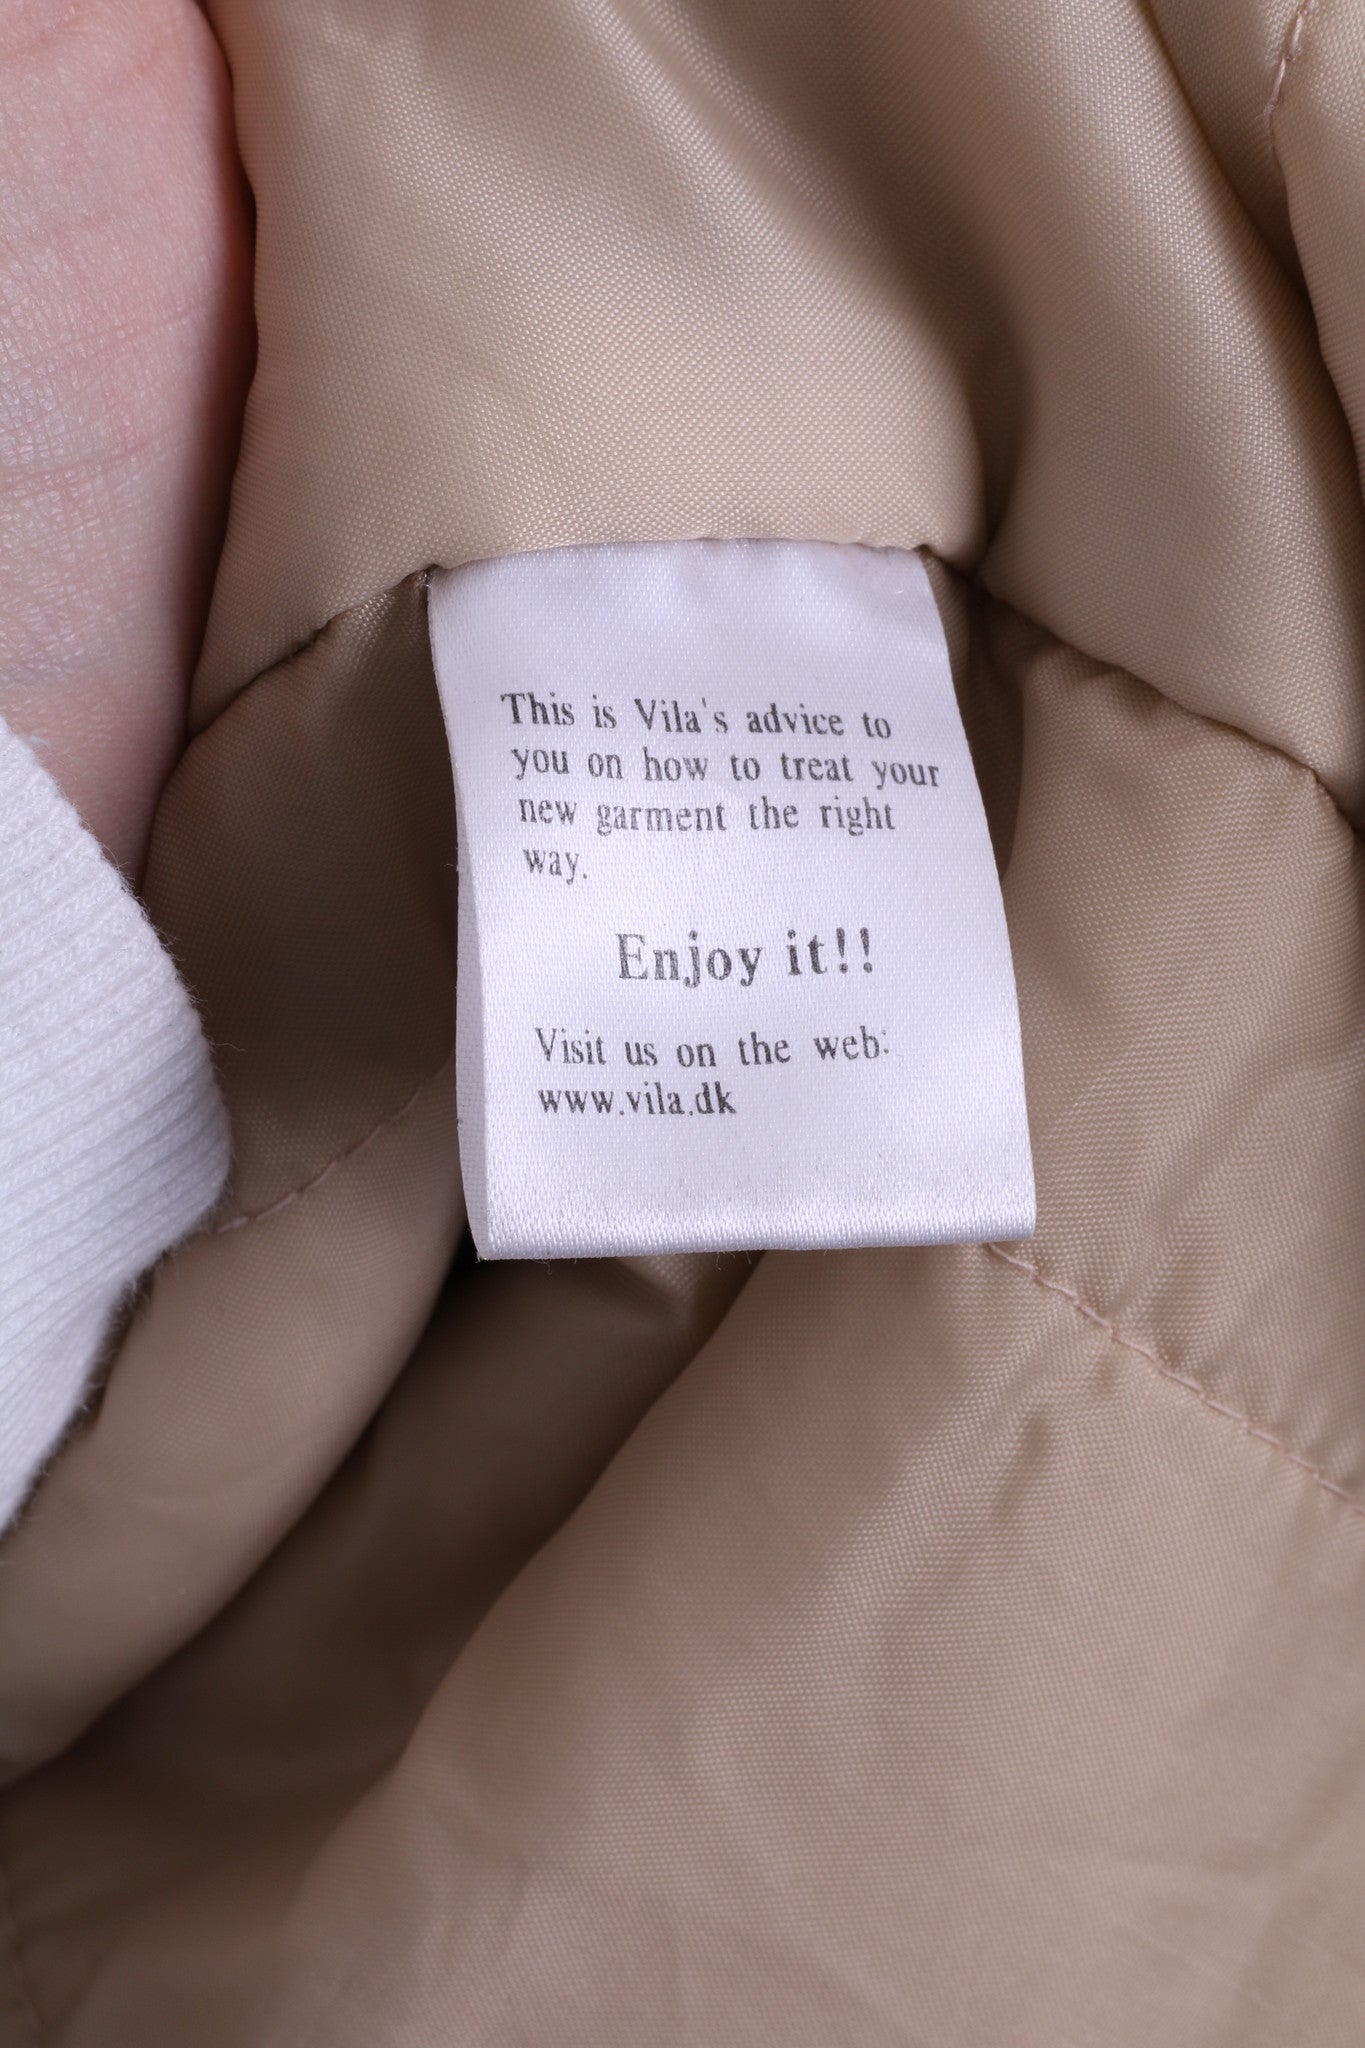 This is Vila's advice to
you on how to treat your
new garment the right
way.
Enjoy it!!
Visit us on the web:
www.vila.dk